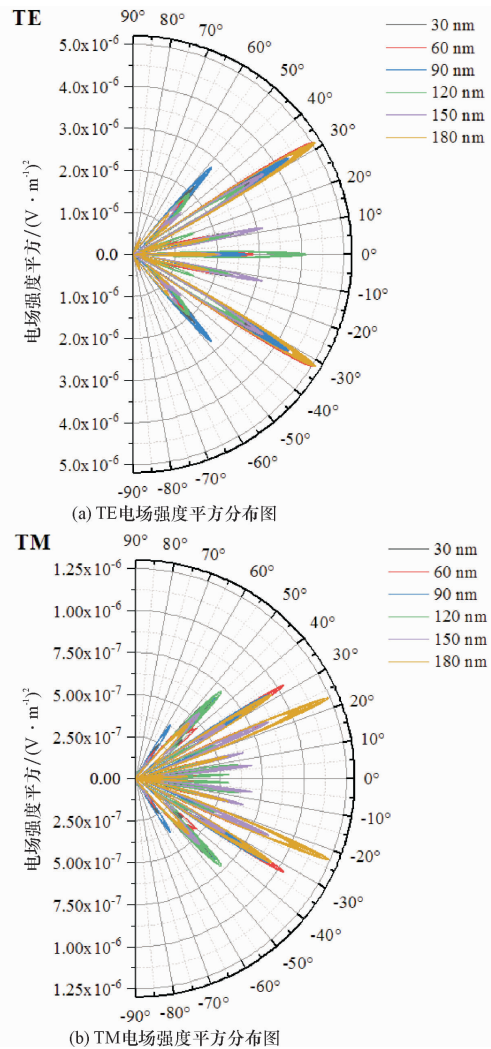 TE
90°
80°
70°
60°
50°
40°
30°
20°
10°
0°
-10°
-20°
-30°
-40°
-50°
-60°
-70°
-80°
-90°
5.0x10⁻⁶
4.0x10⁻⁶
3.0x10⁻⁶
2.0x10⁻⁶
1.0x10⁻⁶
0.0
1.0x10⁻⁶
2.0x10⁻⁶
3.0x10⁻⁶
4.0x10⁻⁶
5.0x10⁻⁶
电场强度平方/(V·m⁻¹)²
30 nm
60 nm
90 nm
120 nm
150 nm
180 nm
(a) TE电场强度平方分布图
TM
90°
80°
70°
60°
50°
40°
30°
20°
10°
0°
-10°
-20°
-30°
-40°
-50°
-60°
-70°
-80°
-90°
1.25x10⁻⁶
1.00x10⁻⁶
7.50x10⁻⁷
5.00x10⁻⁷
2.50x10⁻⁷
0.00
2.50x10⁻⁷
5.00x10⁻⁷
7.50x10⁻⁷
1.00x10⁻⁶
1.25x10⁻⁶
电场强度平方/(V·m⁻¹)²
30 nm
60 nm
90 nm
120 nm
150 nm
180 nm
(b) TM电场强度平方分布图